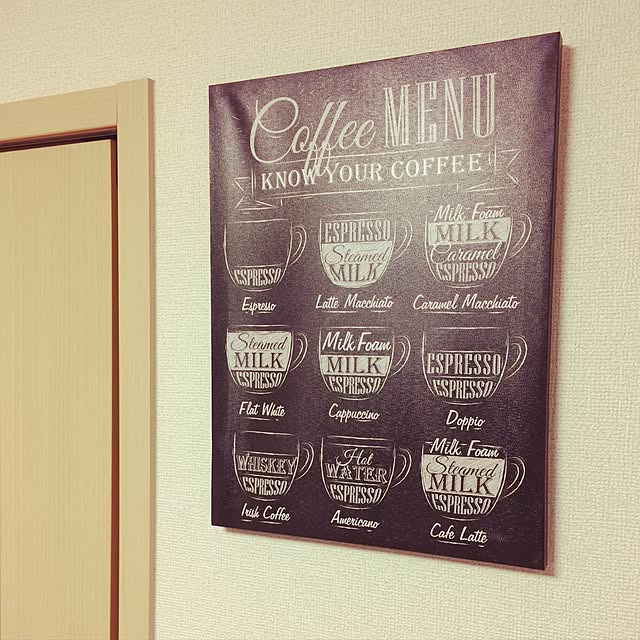 Coffee MENU
KNOW YOUR COFFEE
ESPRESSO
Espresso
ESPRESSO
Steamed
MILK
Latte Macchiato
Milk Foam
MILK
Caramel
ESPRESSO
Caramel Macchiato
Steamed
MILK
ESPRESSO
Flat White
Milk Foam
MILK
ESPRESSO
Cappuccino
ESPRESSO
ESPRESSO
Doppio
WHISKEY
ESPRESSO
Irish Coffee
Hot
WATER
ESPRESSO
Americano
Milk Foam
Steamed
MILK
ESPRESSO
Cafe Latte